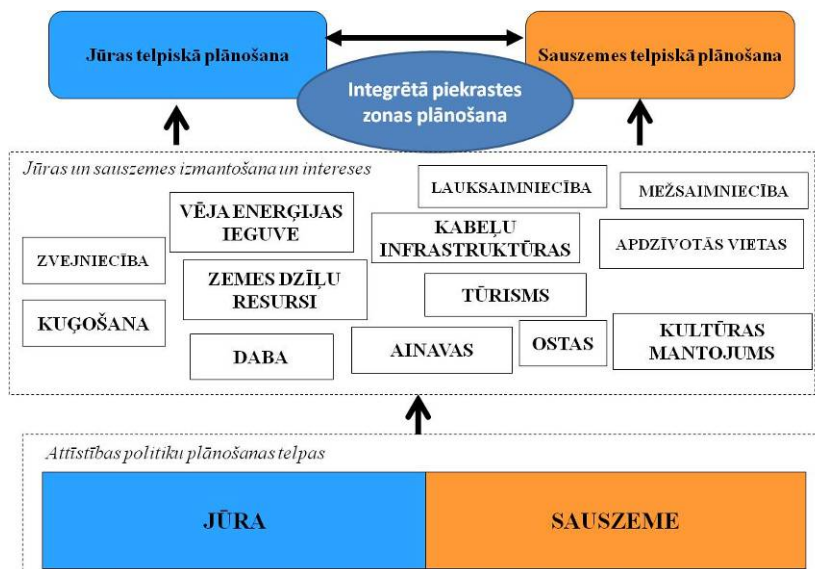 Jūras telpiskā plānošana
Sauszemes telpiskā plānošana
Integrētā piekrastes
zonas plānošana
Jūras un sauszemes izmantošana un intereses
LAUKSAIMNIECĪBA
MEŽSAIMNIECĪBA
VĒJA ENERĢIJAS
IEGUVE
KABEĻU
INFRASTRUKTŪRAS
APDZĪVOTĀS VIETAS
ZVEJNIECĪBA
ZEMES DZĪĻU
RESURSI
TŪRISMS
KUĢOŠANA
DABA
AINAVAS
OSTAS
KULTŪRAS
MANTOJUMS
Attīstības politiku plānošanas telpas
JŪRA
SAUSZEME